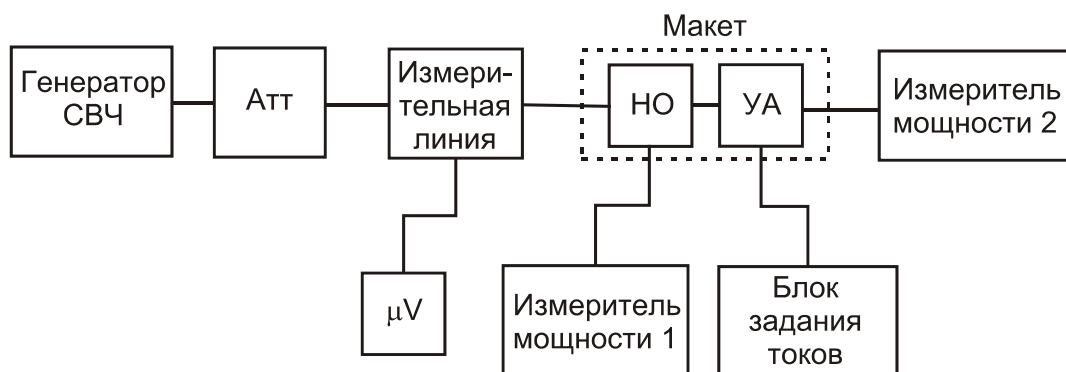 Макет
Генератор
СВЧ
Атт
Измери-
тельная
линия
НО
УА
Измеритель
мощности 2
μV
Измеритель
мощности 1
Блок
задания
токов